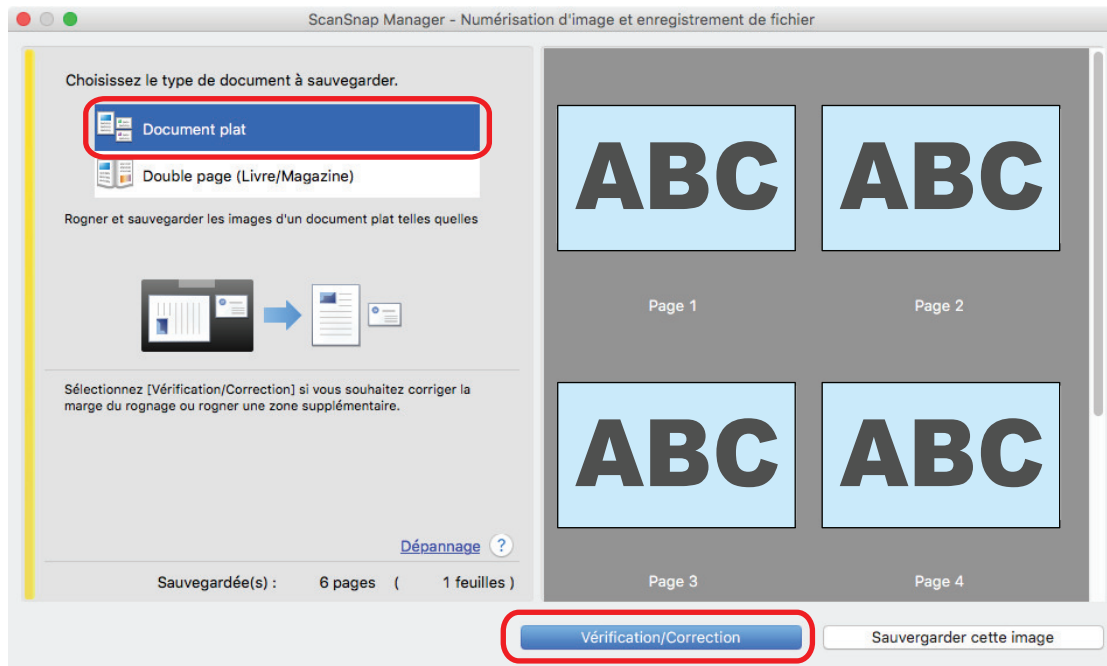 ScanSnap Manager - Numérisation d'image et enregistrement de fichier
Choisissez le type de document à sauvegarder.
Document plat
Double page (Livre/Magazine)
Rogner et sauvegarder les images d'un document plat telles quelles
Sélectionnez [Vérification/Correction] si vous souhaitez corriger la
marge du rognage ou rogner une zone supplémentaire.
Dépannage ?
Sauvegardée(s) : 6 pages ( 1 feuilles )
ABC ABC
Page 1 Page 2
ABC ABC
Page 3 Page 4
Vérification/Correction Sauvergarder cette image